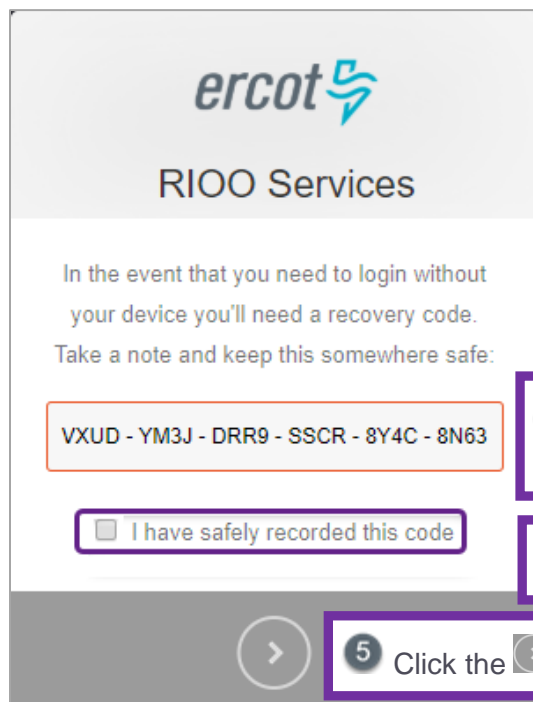 ercot
RIOO Services
In the event that you need to login without
your device you'll need a recovery code.
Take a note and keep this somewhere safe:
VXUD - YM3J - DRR9 - SSCR - 8Y4C - 8N63
I have safely recorded this code
5 Click the